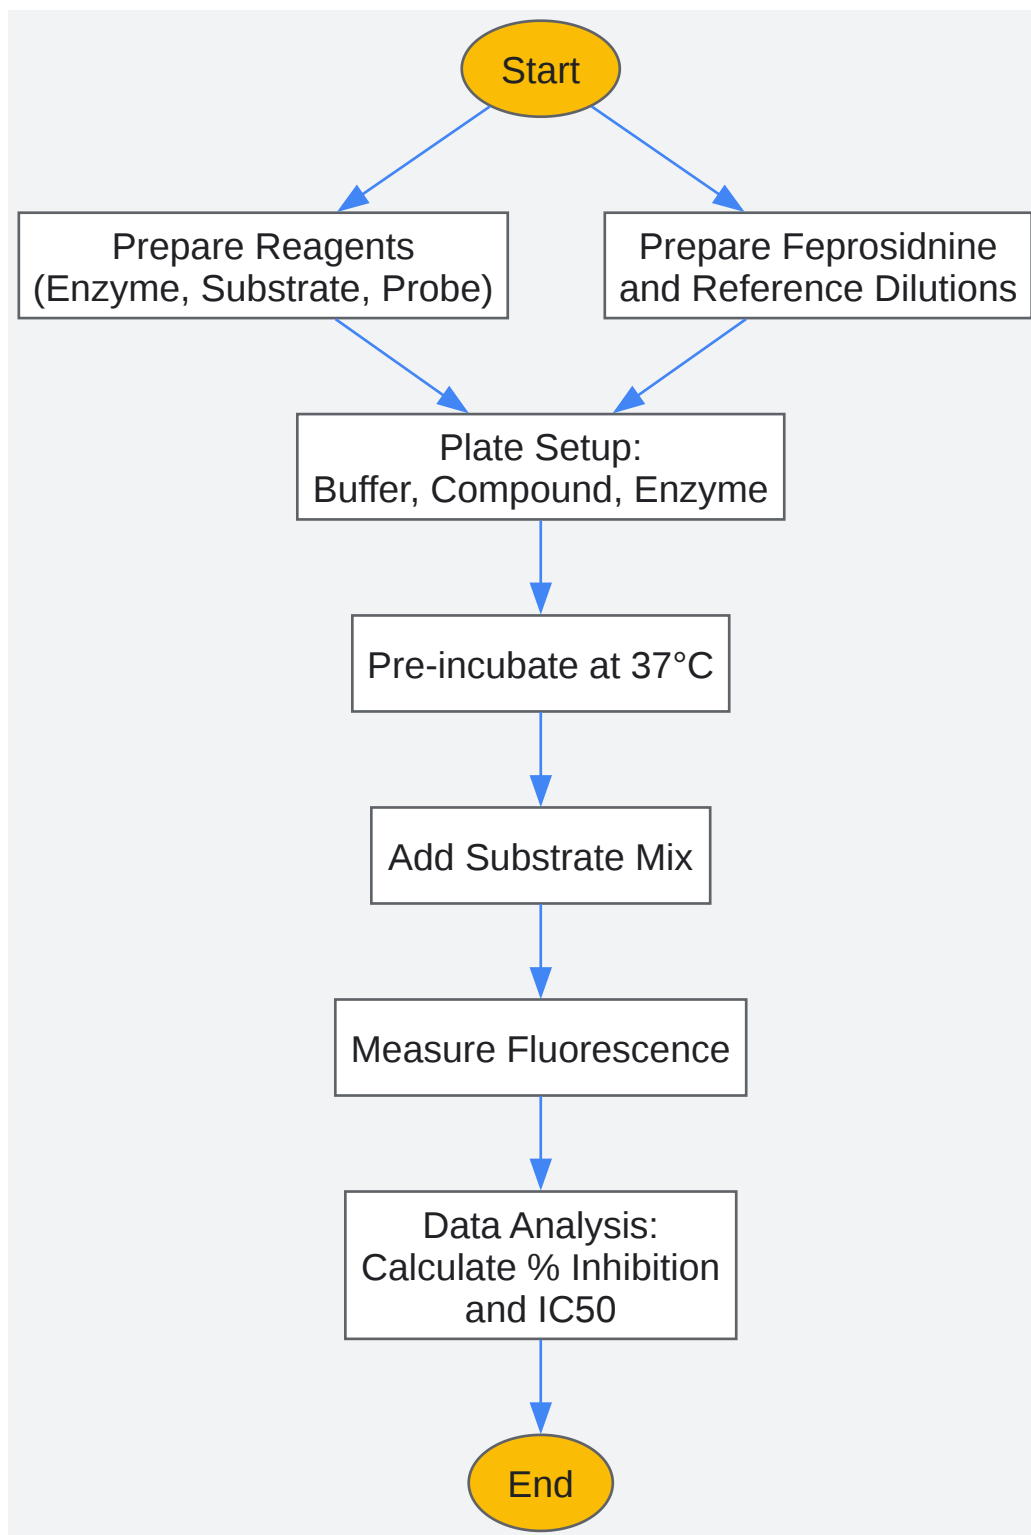 Start
Prepare Reagents
(Enzyme, Substrate, Probe)
Prepare Feprosidnine
and Reference Dilutions
Plate Setup:
Buffer, Compound, Enzyme
Pre-incubate at 37°C
Add Substrate Mix
Measure Fluorescence
Data Analysis:
Calculate % Inhibition
and IC50
End